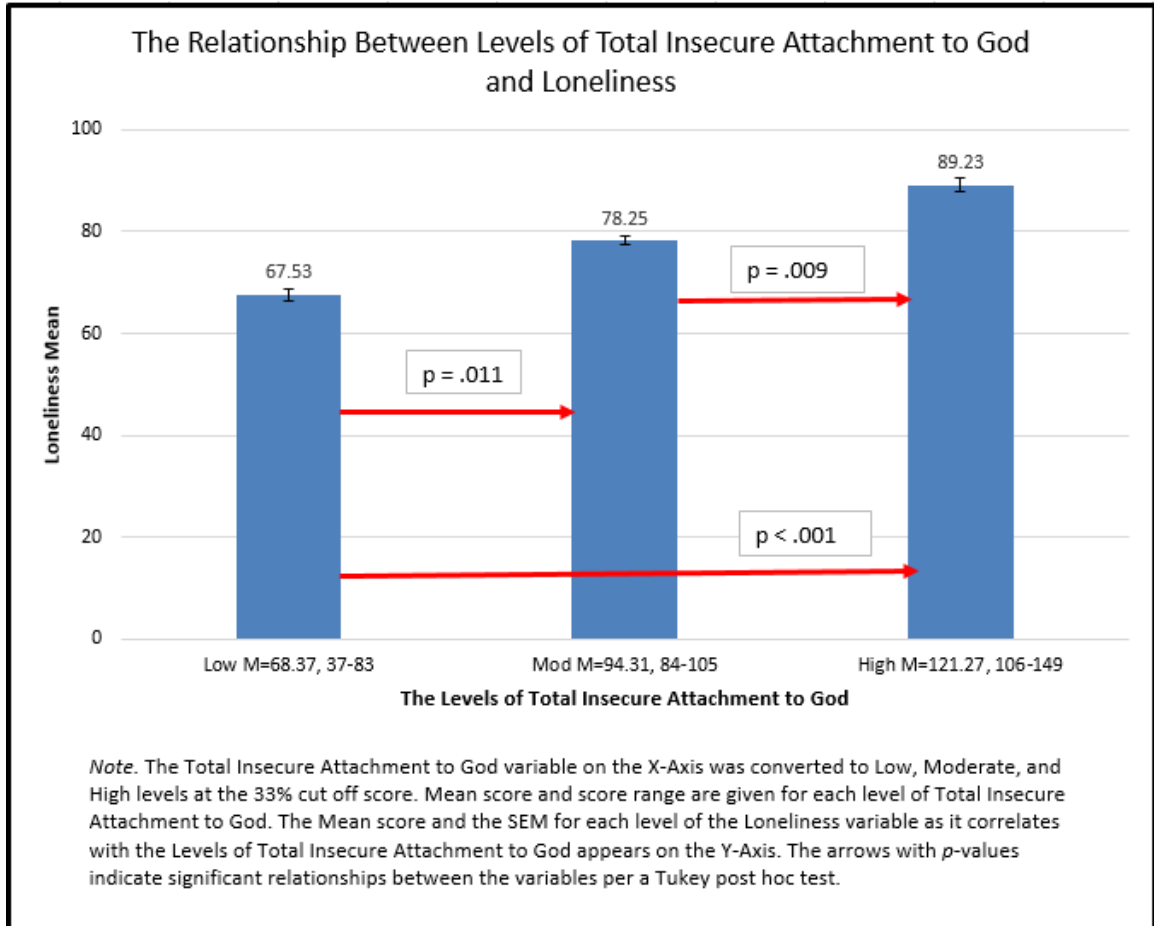 The Relationship Between Levels of Total Insecure Attachment to God
and Loneliness
100
89.23
80
78.25
p = .009
67.53
60
p = .011
40
20
p < .001
0
Loneliness Mean
Low M=68.37, 37-83
Mod M=94.31, 84-105
High M=121.27, 106-149
The Levels of Total Insecure Attachment to God
Note. The Total Insecure Attachment to God variable on the X-Axis was converted to Low, Moderate, and
High levels at the 33% cut off score. Mean score and score range are given for each level of Total Insecure
Attachment to God. The Mean score and the SEM for each level of the Loneliness variable as it correlates
with the Levels of Total Insecure Attachment to God appears on the Y-Axis. The arrows with p-values
indicate significant relationships between the variables per a Tukey post hoc test.